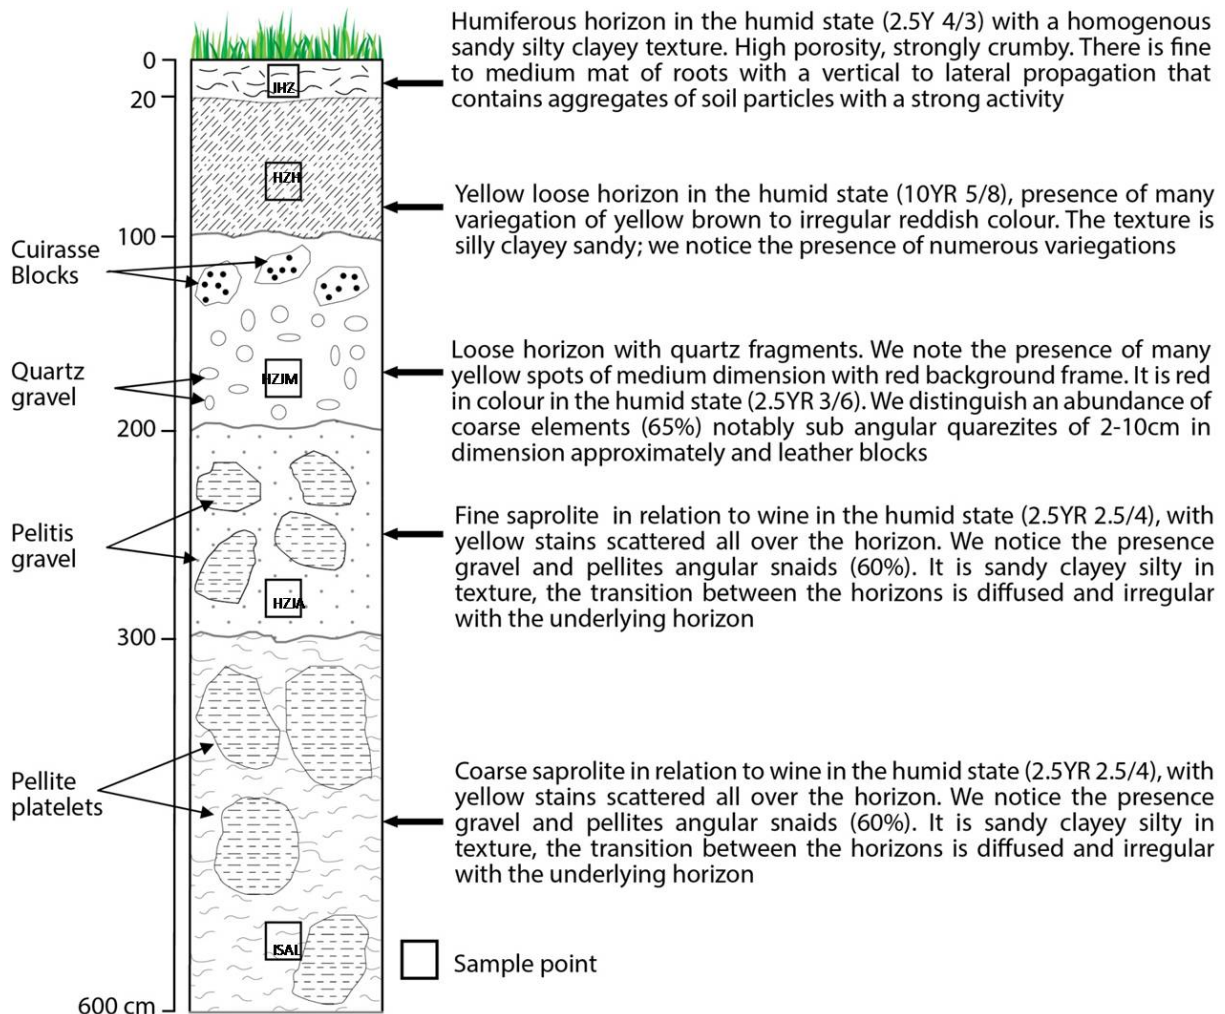 Humiferous horizon in the humid state (2.5Y 4/3) with a homogenous
sandy silty clayey texture. High porosity, strongly crumby. There is fine
to medium mat of roots with a vertical to lateral propagation that
contains aggregates of soil particles with a strong activity
0
JHZ
20
HZH
Yellow loose horizon in the humid state (10YR 5/8), presence of many
variegation of yellow brown to irregular reddish colour. The texture is
silly clayey sandy; we notice the presence of numerous variegations
100
Cuirasse
Blocks
Quartz
gravel
HZJM
Loose horizon with quartz fragments. We note the presence of many
yellow spots of medium dimension with red background frame. It is red
in colour in the humid state (2.5YR 3/6). We distinguish an abundance of
coarse elements (65%) notably sub angular quarezites of 2-10cm in
dimension approximately and leather blocks
200
Pelitis
gravel
HZJA
Fine saprolite in relation to wine in the humid state (2.5YR 2.5/4), with
yellow stains scattered all over the horizon. We notice the presence
gravel and pellites angular snaids (60%). It is sandy clayey silty in
texture, the transition between the horizons is diffused and irregular
with the underlying horizon
300
Pellite
platelets
Coarse saprolite in relation to wine in the humid state (2.5YR 2.5/4), with
yellow stains scattered all over the horizon. We notice the presence
gravel and pellites angular snaids (60%). It is sandy clayey silty in
texture, the transition between the horizons is diffused and irregular
with the underlying horizon
ISAL
Sample point
600 cm